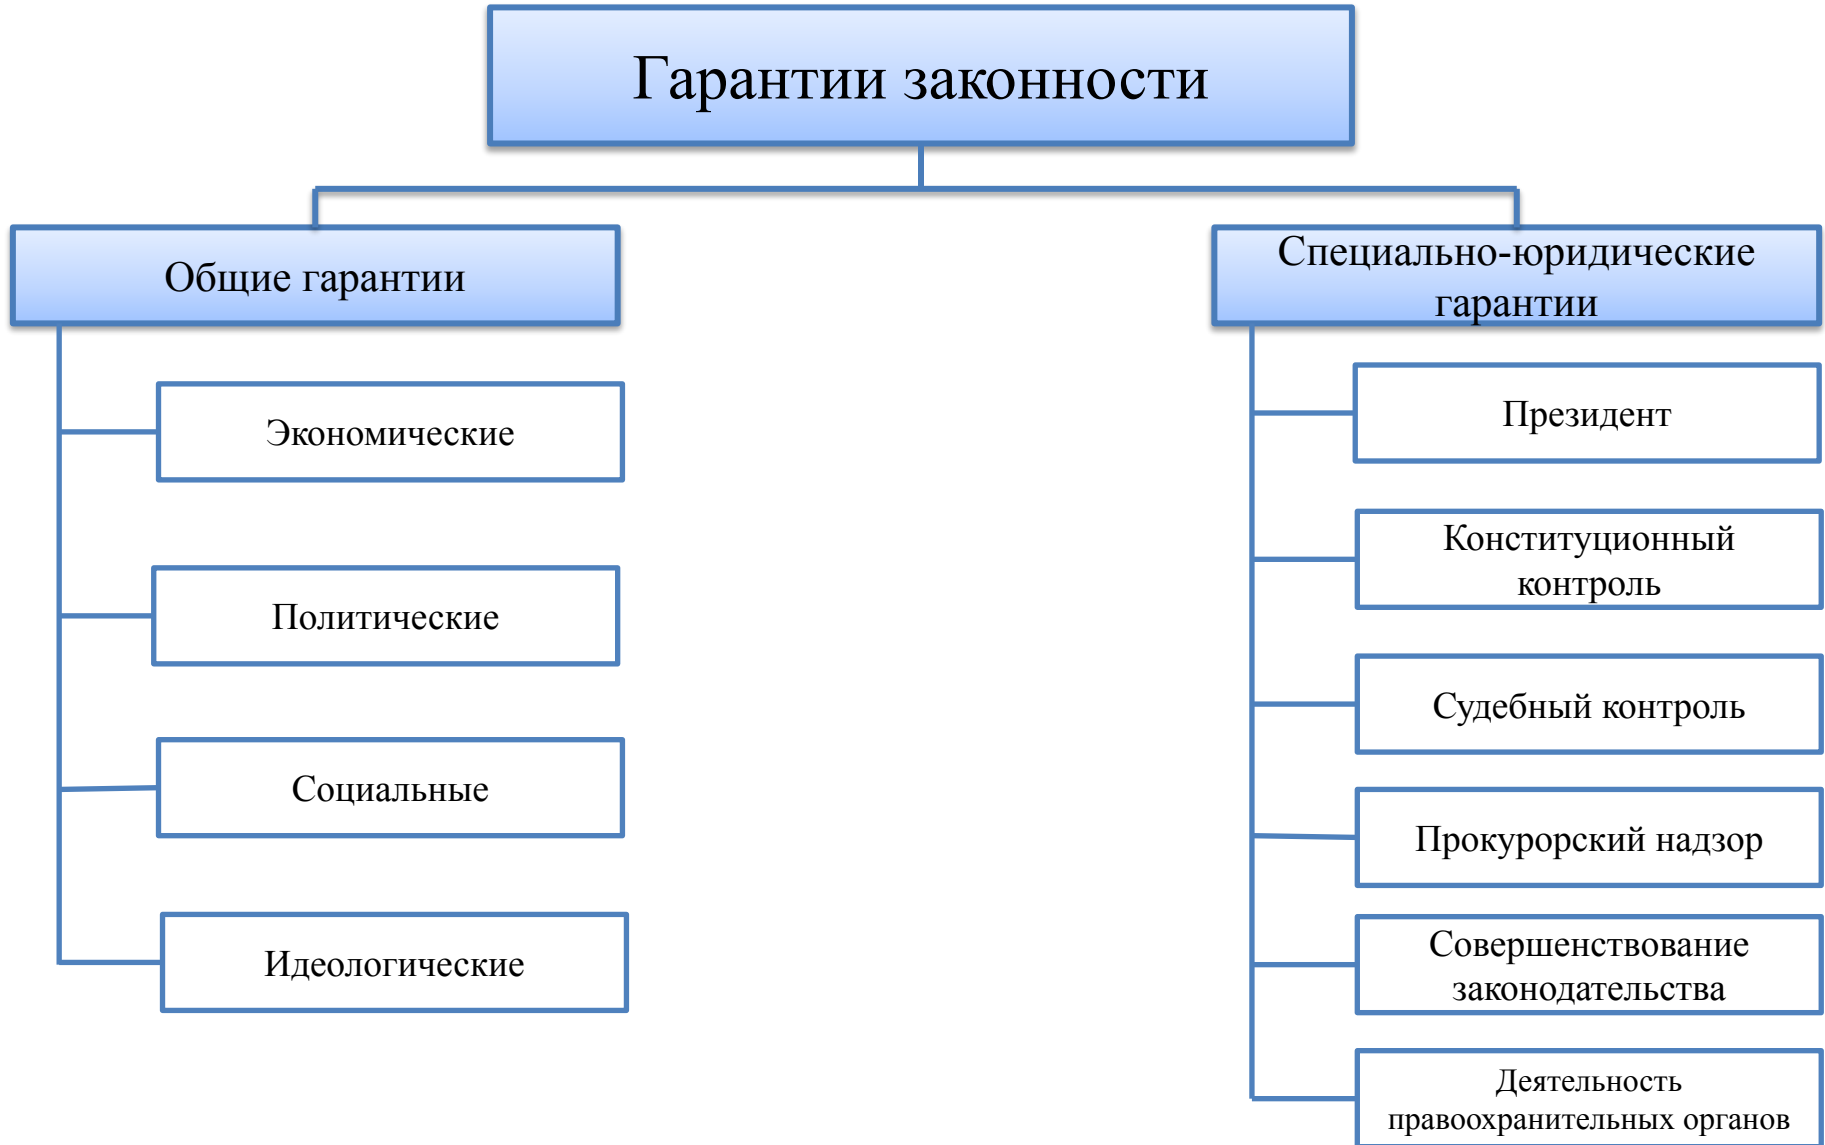 Гарантии законности
Общие гарантии
Экономические
Политические
Социальные
Идеологические
Специально-юридические
гарантии
Президент
Конституционный
контроль
Судебный контроль
Прокурорский надзор
Совершенствование
законодательства
Деятельность
правоохранительных органов